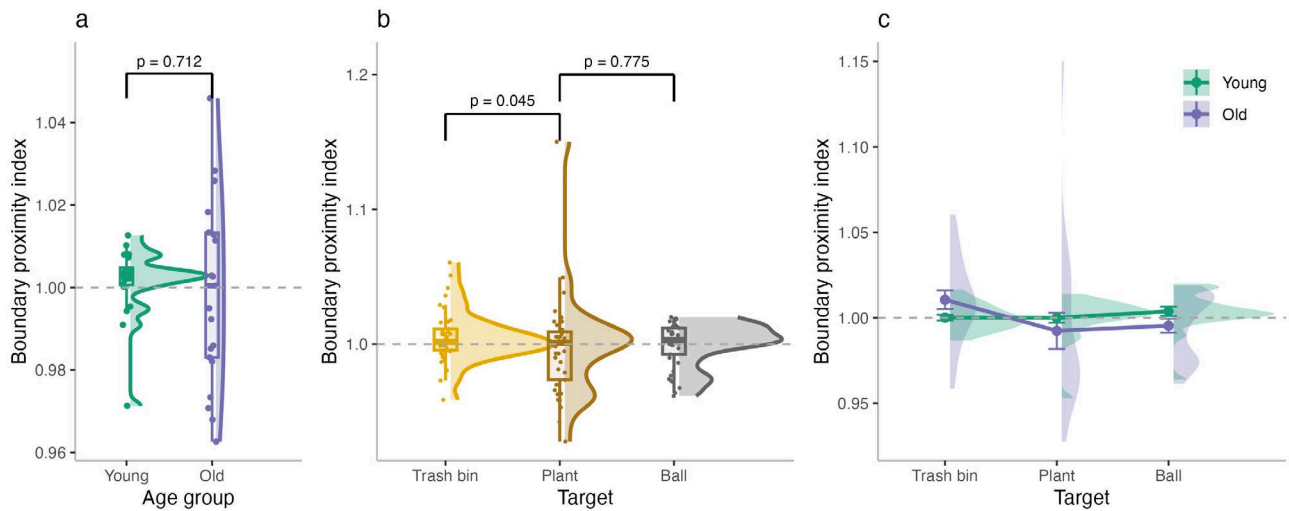 a
p = 0.712
Boundary proximity index
1.04
1.02
1.00
0.98
0.96
Young
Old
Age group
b
p = 0.775
p = 0.045
Boundary proximity index
1.2
1.1
1.0
Trash bin
Plant
Ball
Target
c
Young
Old
Boundary proximity index
1.15
1.10
1.05
1.00
0.95
Trash bin
Plant
Ball
Target